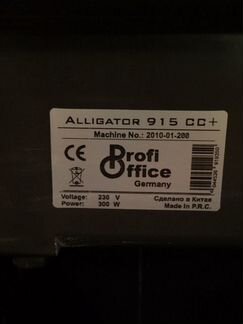 ALLIGATOR 915 CC+
Machine No.: 2010-01-200
CE
Profi
Office
Germany
Voltage: 230 V
Power: 300 W
Сделано в Китае
Made in P.R.C.